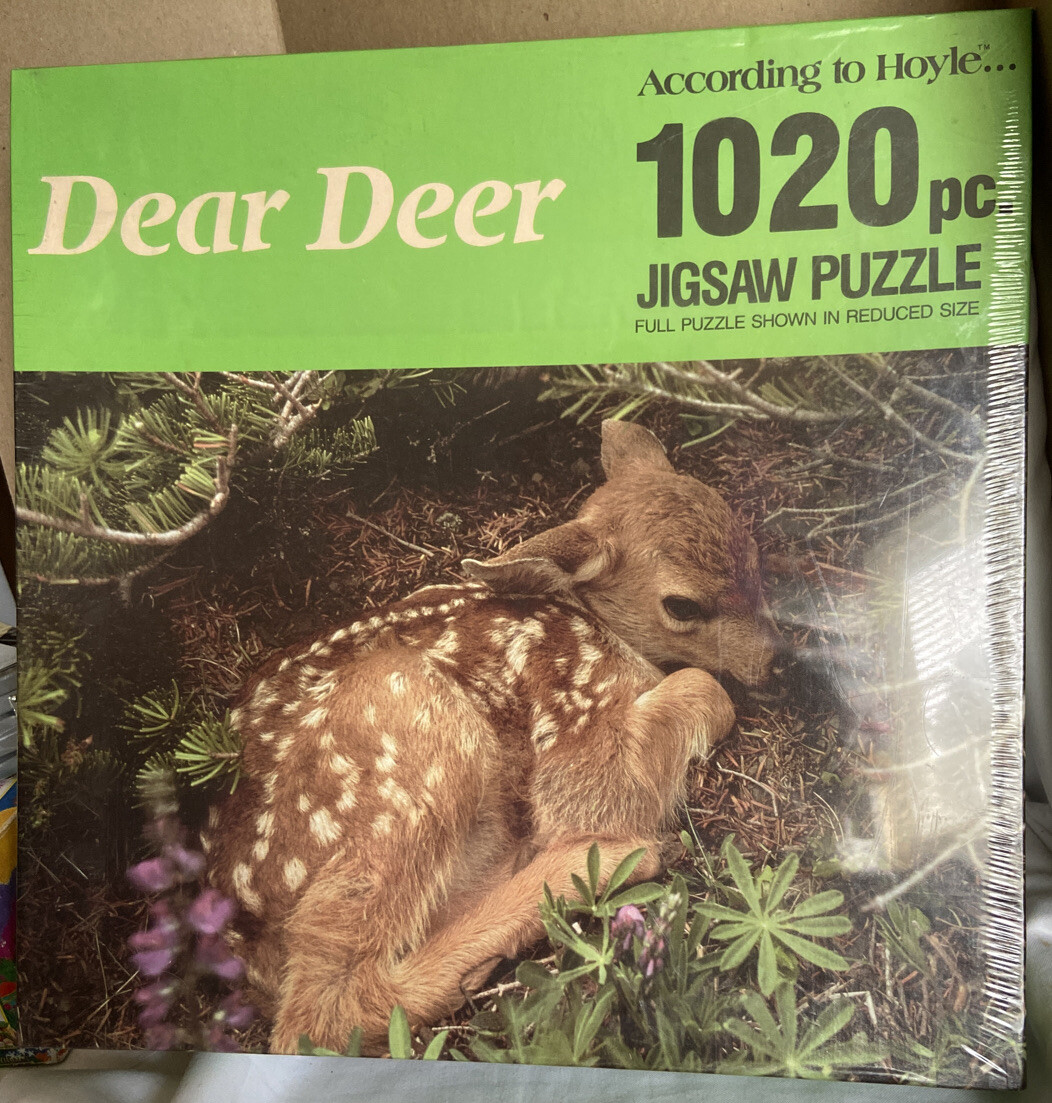 According to Hoyle™...
Dear Deer
1020 pc.
JIGSAW PUZZLE
FULL PUZZLE SHOWN IN REDUCED SIZE